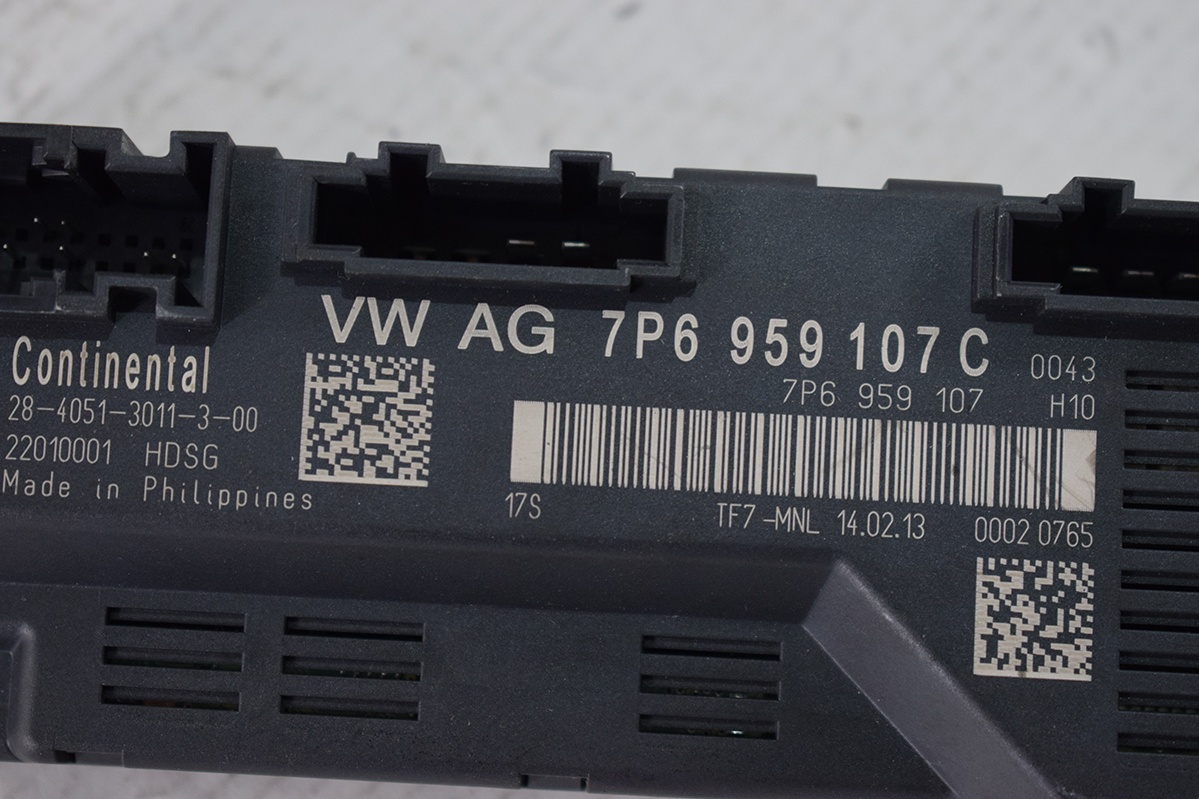 VW AG 7P6 959 107 C
7P6 959 107
0043
H10
Continental
28-4051-3011-3-00
22010001 HDSG
Made in Philippines
17S TF7-MNL 14.02.13 0002 0765